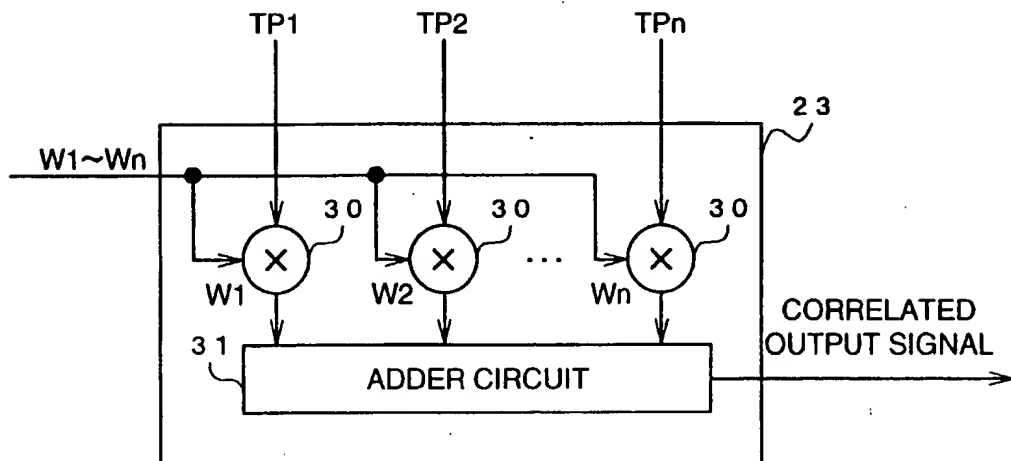 TP1 TP2 TPn
23
W1~Wn
30 30 30
×  × ... ×
W1 W2 Wn
CORRELATED
OUTPUT SIGNAL
31
ADDER CIRCUIT